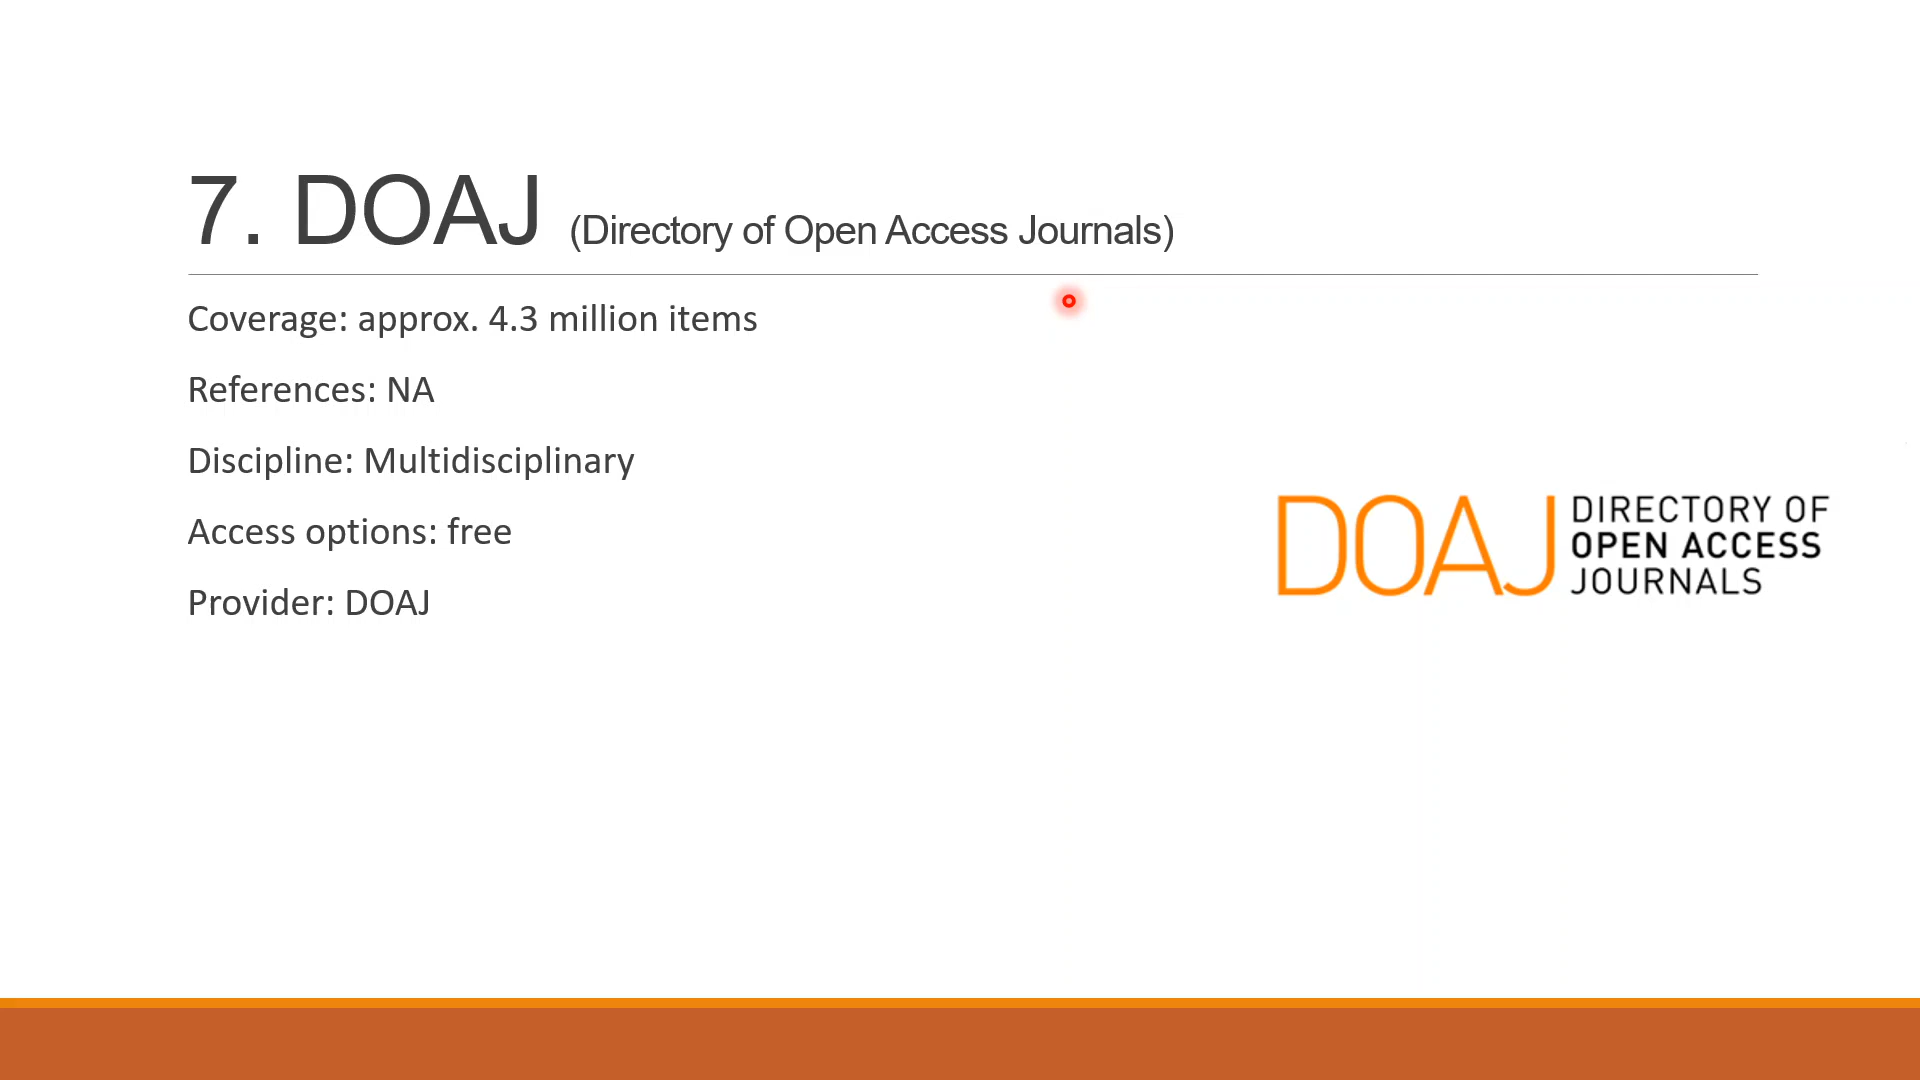 7. DOAJ (Directory of Open Access Journals)
Coverage: approx. 4.3 million items
References: NA
Discipline: Multidisciplinary
Access options: free
Provider: DOAJ
DOAJ
DIRECTORY OF
OPEN ACCESS
JOURNALS